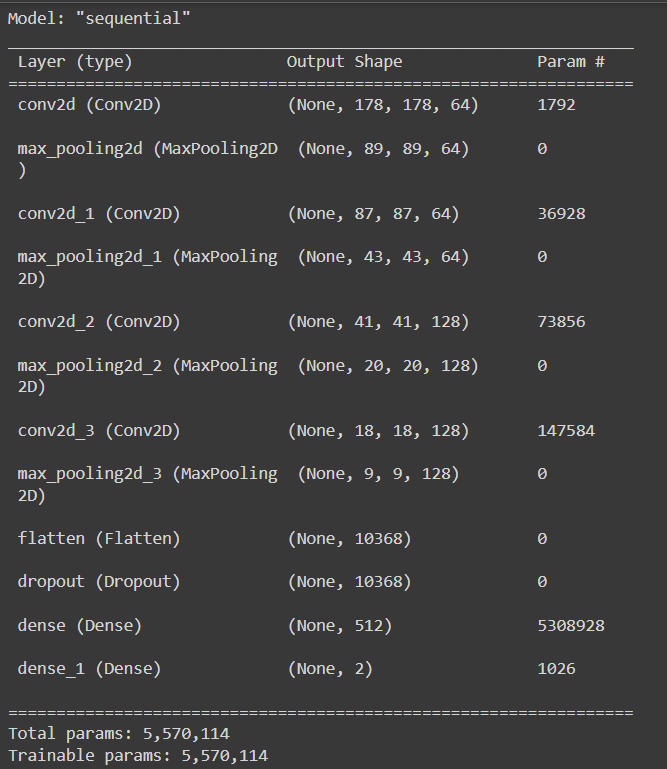 Model: "sequential"
_________________________________________________________________
Layer (type)                Output Shape              Param #
=================================================================
conv2d (Conv2D)             (None, 178, 178, 64)      1792
max_pooling2d (MaxPooling2D  (None, 89, 89, 64)       0
)
conv2d_1 (Conv2D)           (None, 87, 87, 64)        36928
max_pooling2d_1 (MaxPooling  (None, 43, 43, 64)       0
2D)
conv2d_2 (Conv2D)           (None, 41, 41, 128)       73856
max_pooling2d_2 (MaxPooling  (None, 20, 20, 128)      0
2D)
conv2d_3 (Conv2D)           (None, 18, 18, 128)       147584
max_pooling2d_3 (MaxPooling  (None, 9, 9, 128)        0
2D)
flatten (Flatten)           (None, 10368)             0
dropout (Dropout)           (None, 10368)             0
dense (Dense)               (None, 512)               5308928
dense_1 (Dense)             (None, 2)                 1026
=================================================================
Total params: 5,570,114
Trainable params: 5,570,114